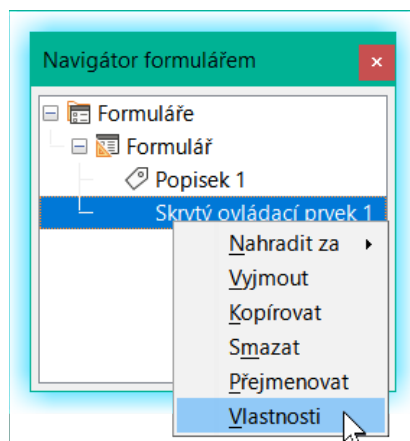 Navigátor formulářem
Formuláře
Formulář
Popisek 1
Skrytý ovládací prvek 1
Nahradit za
Vyjmout
Kopírovat
Smazat
Přejmenovat
Vlastnosti